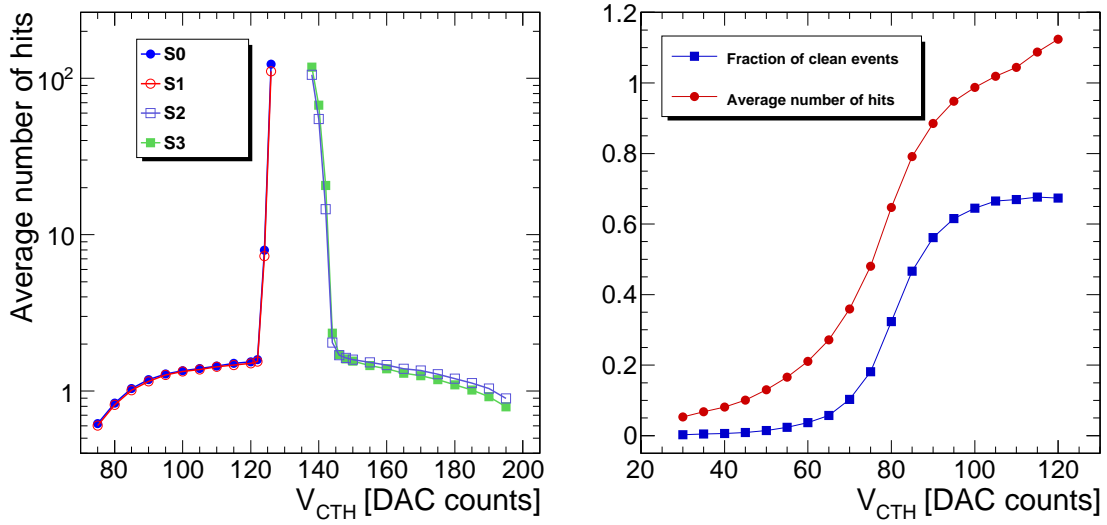 Average number of hits
10²
10
1
S0
S1
S2
S3
80 100 120 140 160 180 200
V_CTH [DAC counts]
1.2
1
0.8
0.6
0.4
0.2
0
Fraction of clean events
Average number of hits
20 40 60 80 100 120
V_CTH [DAC counts]